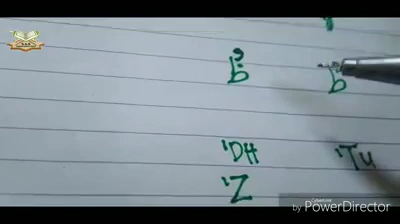 طُ ظُ
'DH 'Tu
'Z
by PowerDirector